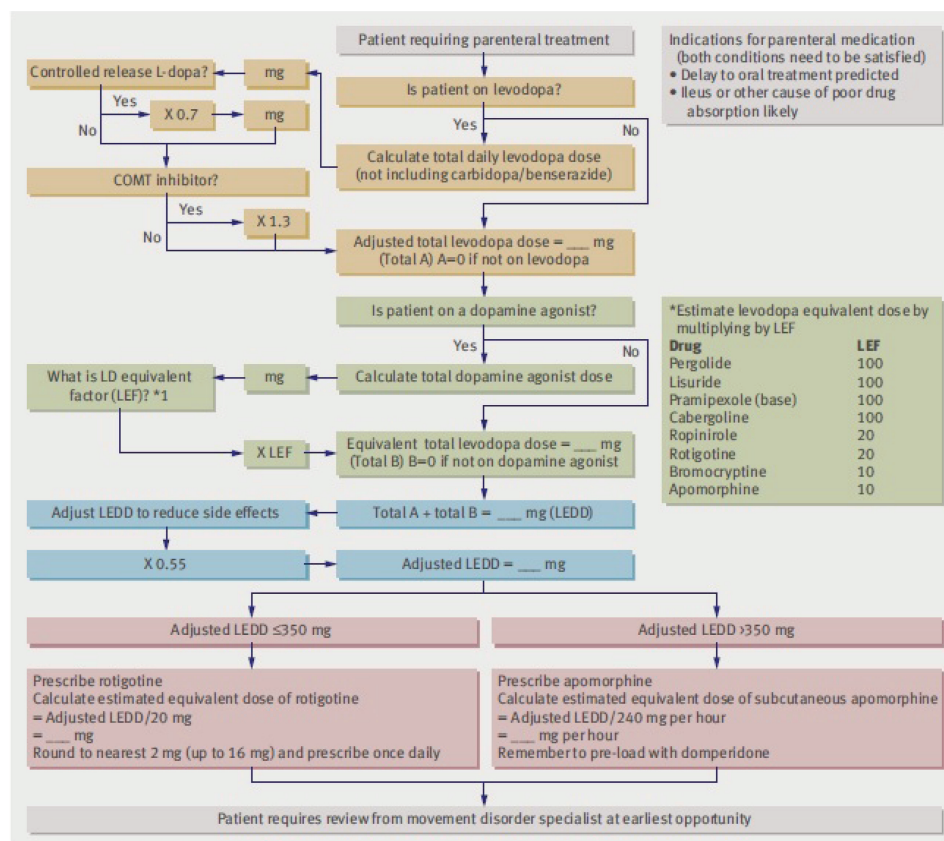 Patient requiring parenteral treatment
Indications for parenteral medication
(both conditions need to be satisfied)
• Delay to oral treatment predicted
• Ileus or other cause of poor drug
absorption likely
Controlled release L-dopa?
mg
Is patient on levodopa?
Yes
X 0.7
mg
No
Yes
No
Calculate total daily levodopa dose
(not including carbidopa/benserazide)
COMT inhibitor?
Yes
X 1.3
No
Adjusted total levodopa dose = ___ mg
(Total A) A=0 if not on levodopa
Is patient on a dopamine agonist?
Yes
No
What is LD equivalent
factor (LEF)? *1
mg
Calculate total dopamine agonist dose
X LEF
Equivalent total levodopa dose = ___ mg
(Total B) B=0 if not on dopamine agonist
*Estimate levodopa equivalent dose by
multiplying by LEF
Drug LEF
Pergolide 100
Lisuride 100
Pramipexole (base) 100
Cabergoline 100
Ropinirole 20
Rotigotine 20
Bromocryptine 10
Apomorphine 10
Adjust LEDD to reduce side effects
Total A + total B = ___ mg (LEDD)
X 0.55
Adjusted LEDD = ___ mg
Adjusted LEDD ≤350 mg
Adjusted LEDD >350 mg
Prescribe rotigotine
Calculate estimated equivalent dose of rotigotine
= Adjusted LEDD/20 mg
= ___ mg
Round to nearest 2 mg (up to 16 mg) and prescribe once daily
Prescribe apomorphine
Calculate estimated equivalent dose of subcutaneous apomorphine
= Adjusted LEDD/240 mg per hour
= ___ mg per hour
Remember to pre-load with domperidone
Patient requires review from movement disorder specialist at earliest opportunity